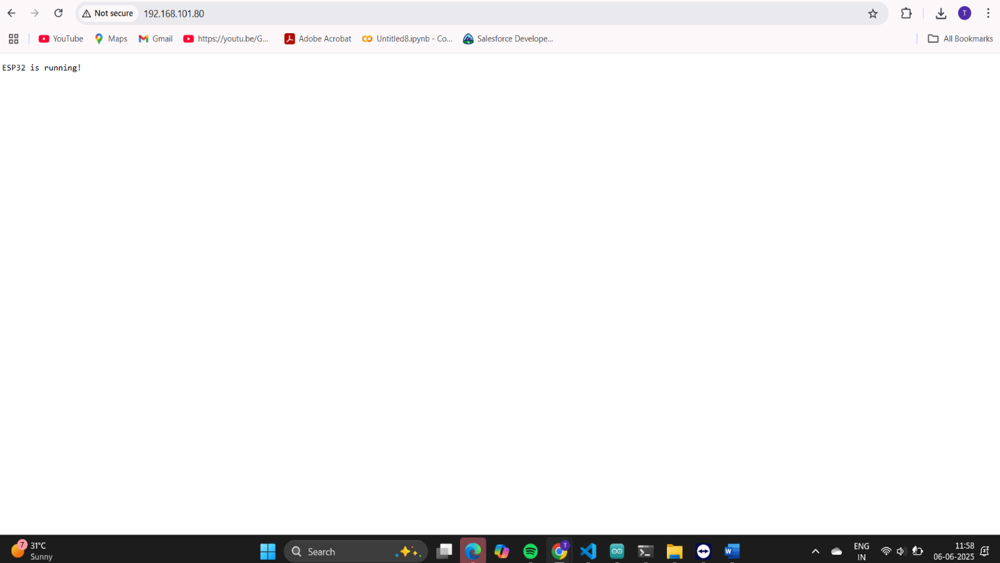 Not secure 192.168.101.80 T
YouTube Maps Gmail https://youtu.be/G... Adobe Acrobat Untitled8.ipynb - Co... Salesforce Develope... All Bookmarks
ESP32 is running!
7 31°C Search T ENG 11:58
Sunny W IN 06-06-2025